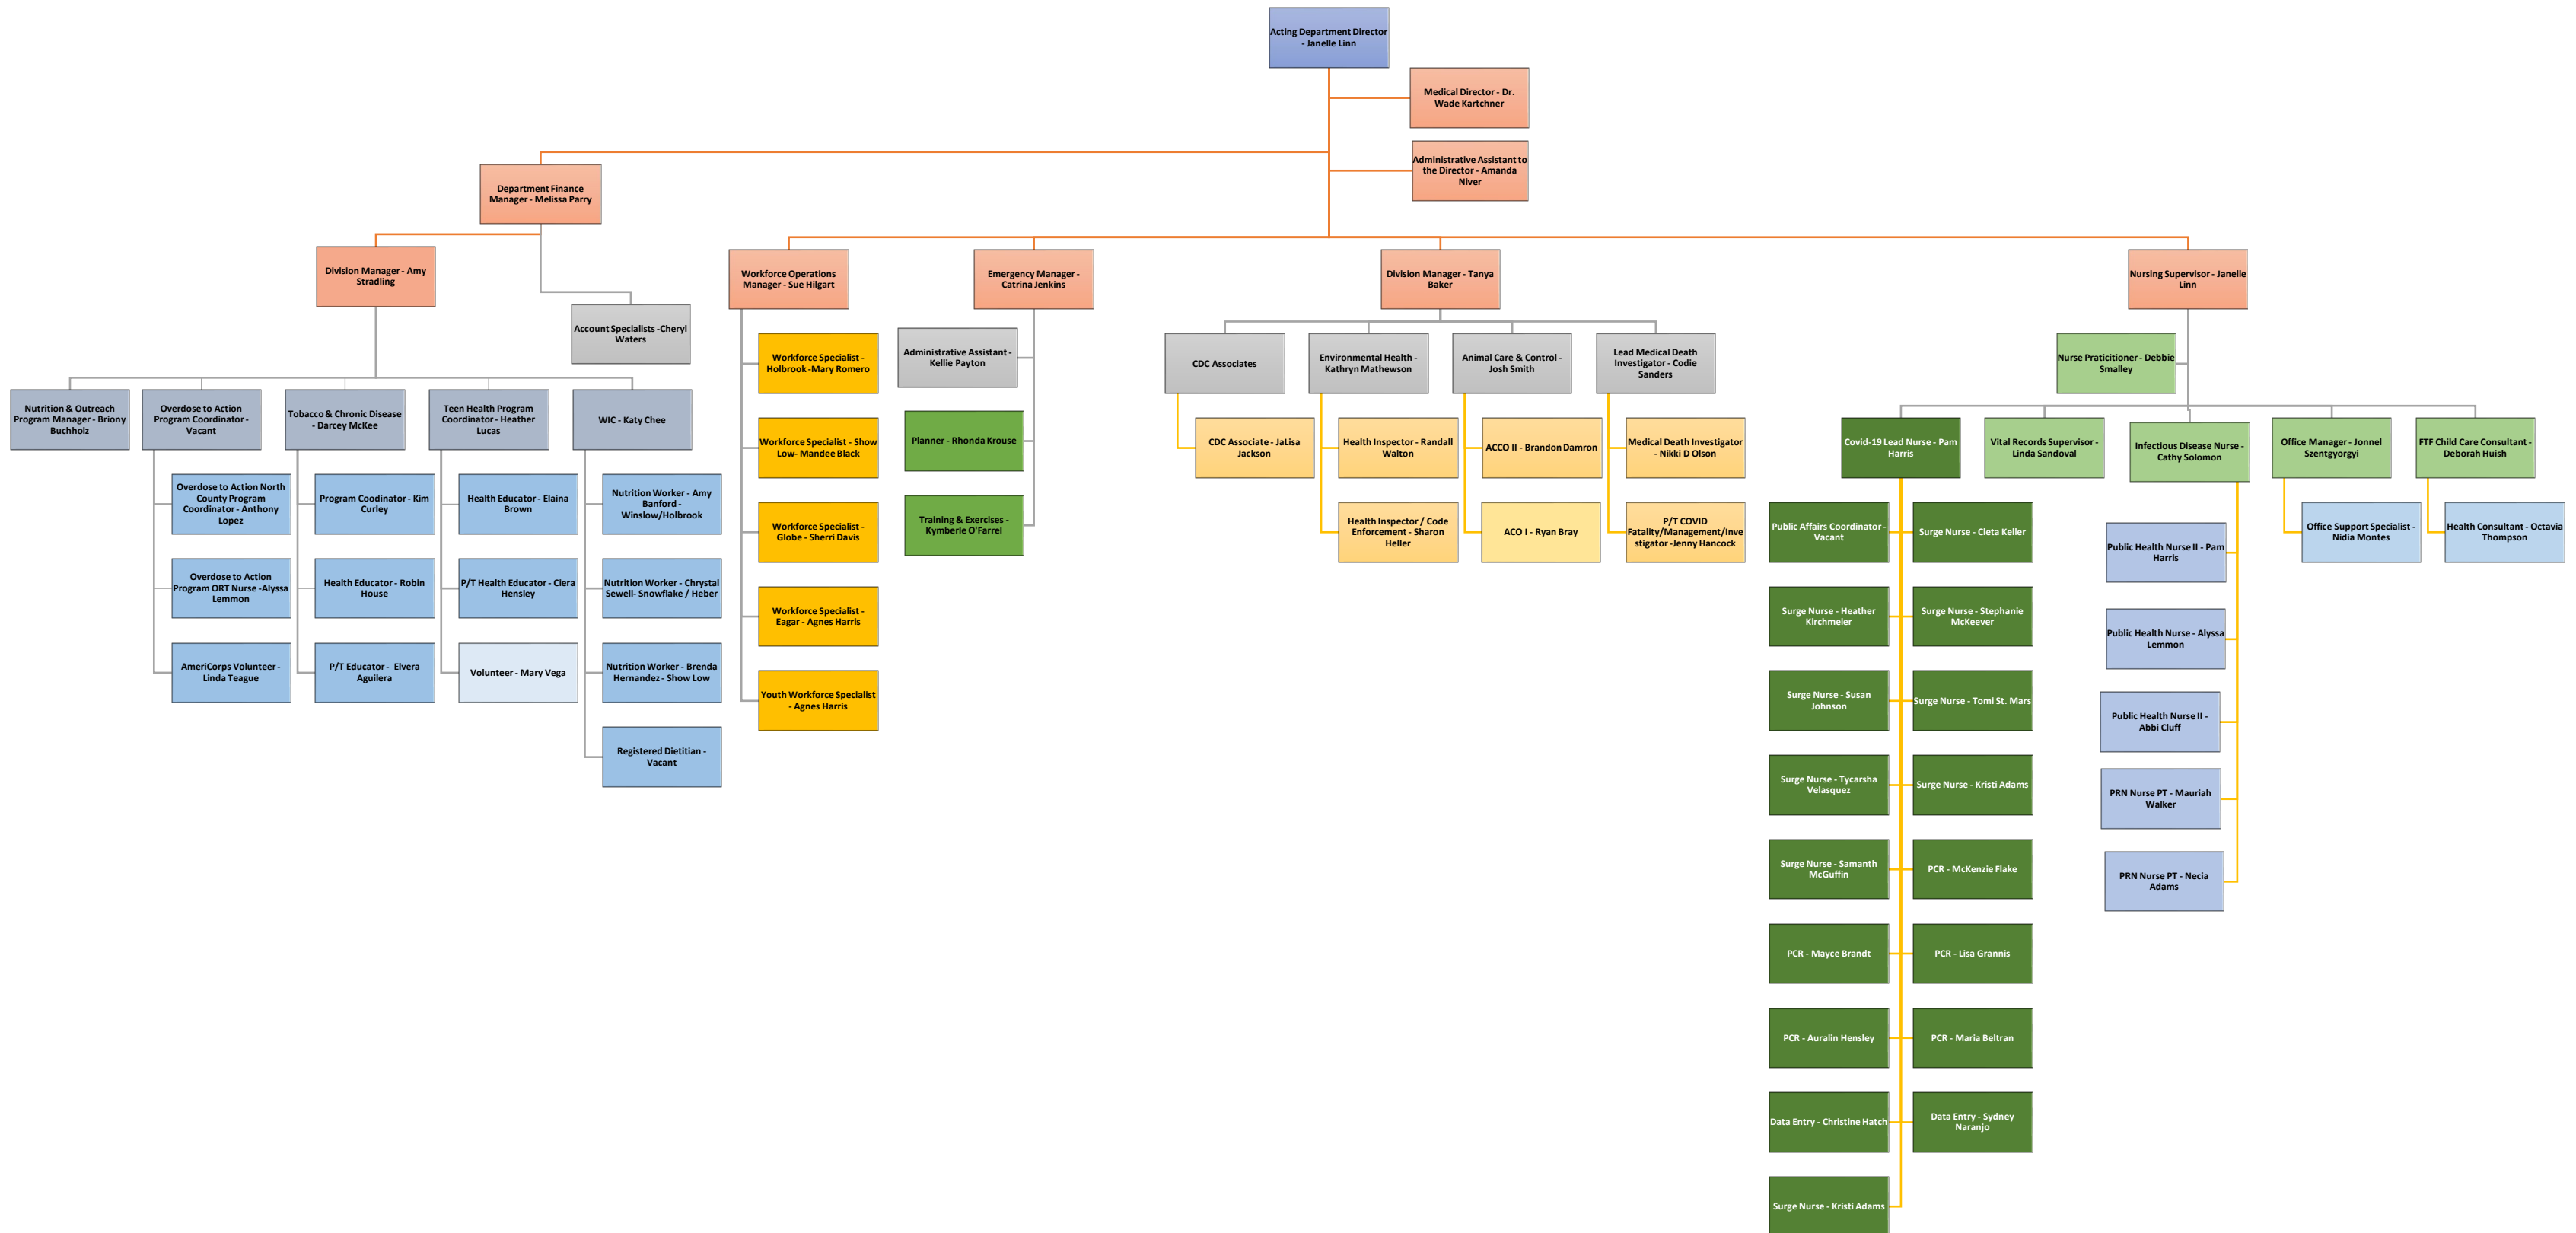 Acting Department Director
- Janelle Linn
Medical Director - Dr.
Wade Kartchner
Administrative Assistant to
the Director - Amanda
Niver
Department Finance
Manager - Melissa Parry
Division Manager - Amy
Stradling
Account Specialists -Cheryl
Waters
Workforce Operations
Manager - Sue Hilgart
Emergency Manager -
Catrina Jenkins
Division Manager - Tanya
Baker
Nursing Supervisor - Janelle
Linn
Nutrition & Outreach
Program Manager - Briony
Buchholz
Overdose to Action
Program Coordinator -
Vacant
Overdose to Action North
County Program
Coordinator - Anthony
Lopez
Overdose to Action
Program ORT Nurse -Alyssa
Lemmon
AmeriCorps Volunteer -
Linda Teague
Tobacco & Chronic Disease
- Darcey McKee
Program Coodinator - Kim
Curley
Health Educator - Robin
House
P/T Educator - Elvera
Aguilera
Teen Health Program
Coordinator - Heather
Lucas
Health Educator - Elaina
Brown
P/T Health Educator - Ciera
Hensley
Volunteer - Mary Vega
WIC - Katy Chee
Nutrition Worker - Amy
Banford -
Winslow/Holbrook
Nutrition Worker - Chrystal
Sewell- Snowflake / Heber
Nutrition Worker - Brenda
Hernandez - Show Low
Registered Dietitian -
Vacant
Workforce Specialist -
Holbrook -Mary Romero
Workforce Specialist - Show
Low- Mandee Black
Workforce Specialist -
Globe - Sherri Davis
Workforce Specialist -
Eagar - Agnes Harris
Youth Workforce Specialist
- Agnes Harris
Administrative Assistant -
Kellie Payton
Planner - Rhonda Krouse
Training & Exercises -
Kymberle O'Farrel
CDC Associates
CDC Associate - JaLisa
Jackson
Environmental Health -
Kathryn Mathewson
Health Inspector - Randall
Walton
Health Inspector / Code
Enforcement - Sharon
Heller
Animal Care & Control -
Josh Smith
ACCO II - Brandon Damron
ACO I - Ryan Bray
Lead Medical Death
Investigator - Codie
Sanders
Medical Death Investigator
- Nikki D Olson
P/T COVID
Fatality/Management/Inve
stigator -Jenny Hancock
Nurse Praticitioner - Debbie
Smalley
Covid-19 Lead Nurse - Pam
Harris
Public Affairs Coordinator -
Vacant
Surge Nurse - Cleta Keller
Surge Nurse - Heather
Kirchmeier
Surge Nurse - Stephanie
McKeever
Surge Nurse - Susan
Johnson
Surge Nurse - Tomi St. Mars
Surge Nurse - Tycarsha
Velasquez
Surge Nurse - Kristi Adams
Surge Nurse - Samanth
McGuffin
PCR - McKenzie Flake
PCR - Mayce Brandt
PCR - Lisa Grannis
PCR - Auralin Hensley
PCR - Maria Beltran
Data Entry - Christine Hatch
Data Entry - Sydney
Naranjo
Surge Nurse - Kristi Adams
Vital Records Supervisor -
Linda Sandoval
Infectious Disease Nurse -
Cathy Solomon
Public Health Nurse II - Pam
Harris
Public Health Nurse - Alyssa
Lemmon
Public Health Nurse II -
Abbi Cluff
PRN Nurse PT - Mauriah
Walker
PRN Nurse PT - Necia
Adams
Office Manager - Jonnel
Szentgyorgyi
Office Support Specialist -
Nidia Montes
FTF Child Care Consultant -
Deborah Huish
Health Consultant - Octavia
Thompson